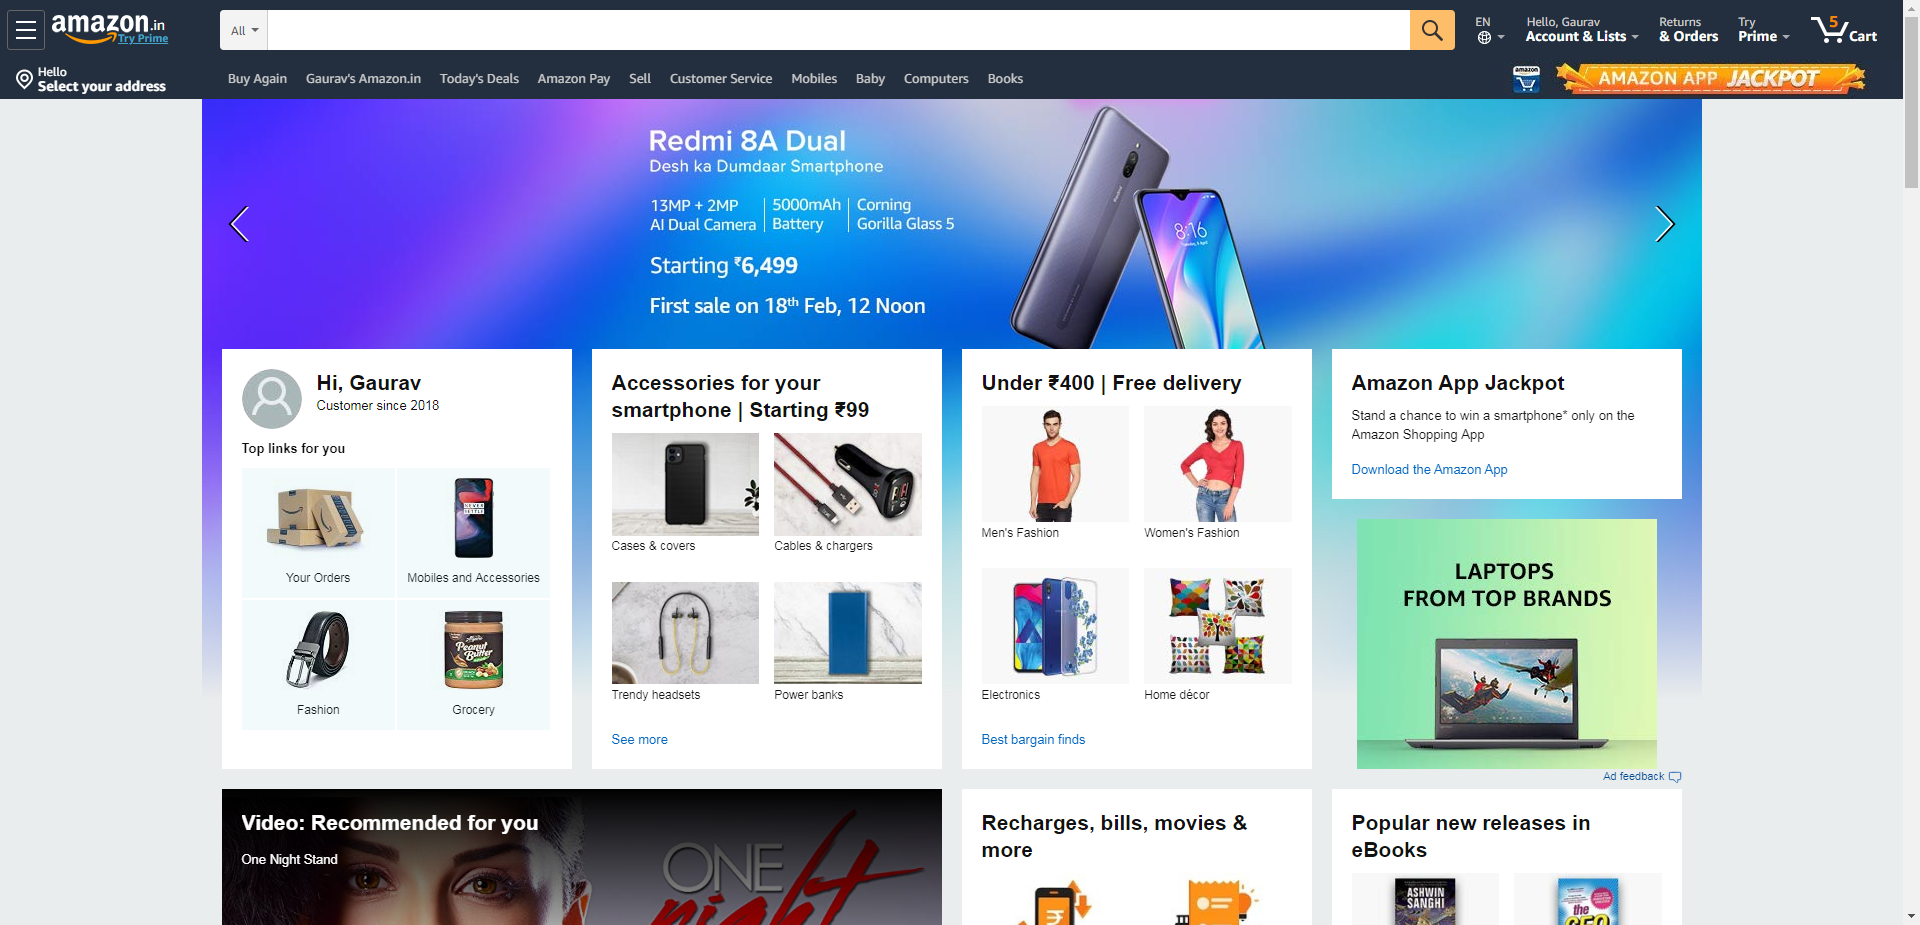 amazon.in
Try Prime
All
EN
Hello, Gaurav
Account & Lists
Returns
& Orders
Try
Prime
5
Cart
Hello
Select your address
Buy Again
Gaurav's Amazon.in
Today's Deals
Amazon Pay
Sell
Customer Service
Mobiles
Baby
Computers
Books
amazon
AMAZON APP JACKPOT
Redmi 8A Dual
Desh ka Dumdaar Smartphone
13MP + 2MP
AI Dual Camera
5000mAh
Battery
Corning
Gorilla Glass 5
Starting ₹6,499
First sale on 18th Feb, 12 Noon
8:16
Hi, Gaurav
Customer since 2018
Top links for you
Your Orders
Mobiles and Accessories
Peanut
Butter
Fashion
Grocery
Accessories for your
smartphone | Starting ₹99
Cases & covers
Cables & chargers
Trendy headsets
Power banks
See more
Under ₹400 | Free delivery
Men's Fashion
Women's Fashion
Electronics
Home décor
Best bargain finds
Amazon App Jackpot
Stand a chance to win a smartphone* only on the
Amazon Shopping App
Download the Amazon App
LAPTOPS
FROM TOP BRANDS
Ad feedback
Video: Recommended for you
One Night Stand
ONE
night
Recharges, bills, movies &
more
Popular new releases in
eBooks
ASHWIN
SANGHI
the
CEO